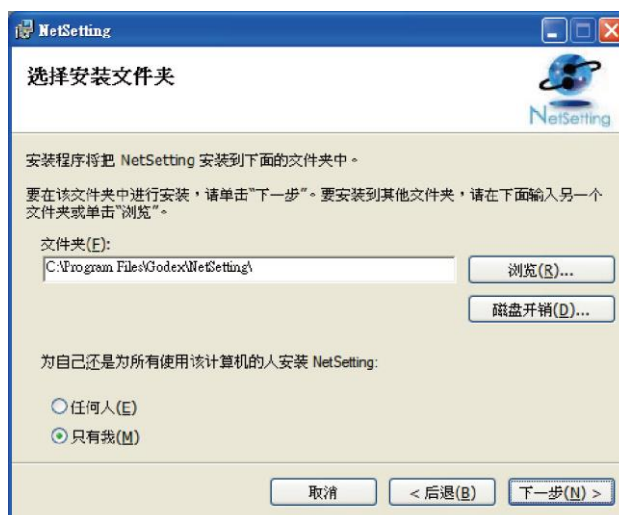 NetSetting
选择安装文件夹
NetSetting
安装程序将把 NetSetting 安装到下面的文件夹中。
要在该文件夹中进行安装，请单击“下一步”。要安装到其他文件夹，请在下面输入另一个
文件夹或单击“浏览”。
文件夹(F):
C:\Program Files\Godex\NetSetting\
浏览(R)...
磁盘开销(D)...
为自己还是为所有使用该计算机的人安装 NetSetting:
任何人(E)
只有我(M)
取消
< 后退(B)
下一步(N) >